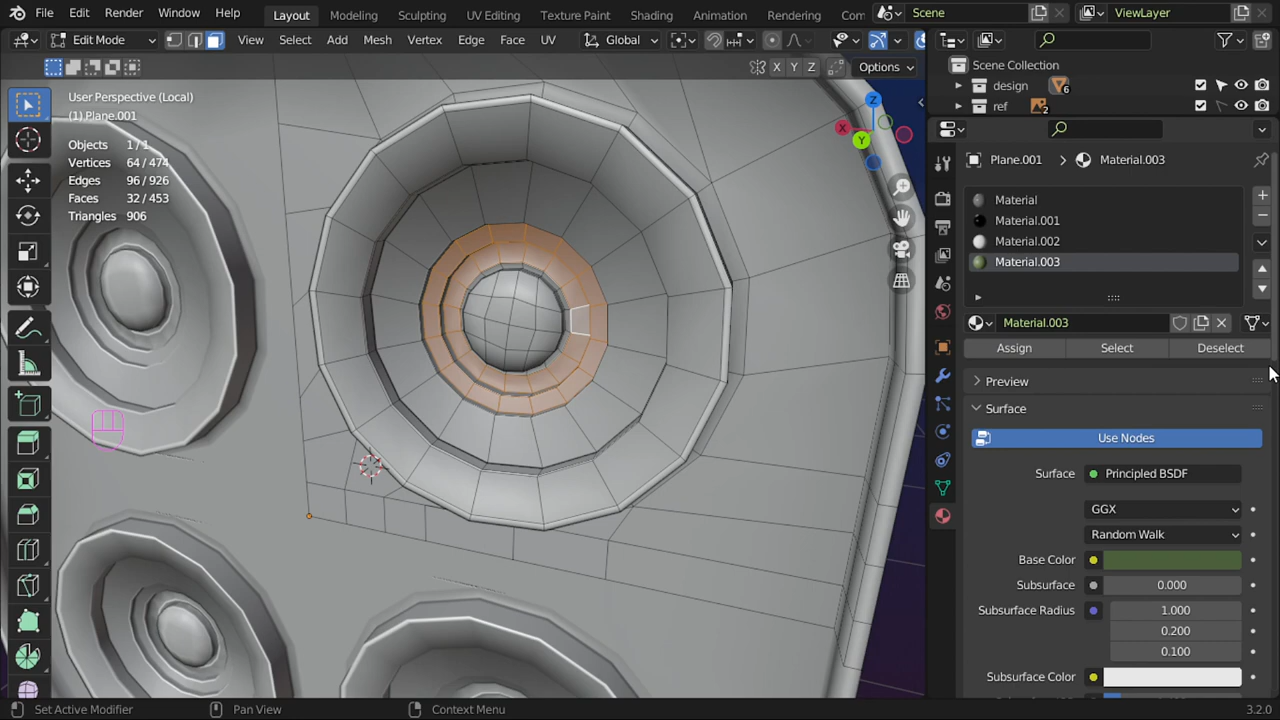 File Edit Render Window Help Layout Modeling Sculpting UV Editing Texture Paint Shading Animation Rendering Com Scene ViewLayer
Edit Mode View Select Add Mesh Vertex Edge Face UV Global
X Y Z Options
Scene Collection
design 6
ref 2
User Perspective (Local)
(1) Plane.001
Objects 1/1
Vertices 64 / 474
Edges 96 / 926
Faces 32 / 453
Triangles 906
Z
X
Y
Plane.001 Material.003
Material
Material.001
Material.002
Material.003
Material.003
Assign Select Deselect
Preview
Surface
Use Nodes
Surface Principled BSDF
GGX
Random Walk
Base Color
Subsurface 0.000
Subsurface Radius 1.000
0.200
0.100
Subsurface Color
Set Active Modifier Pan View Context Menu 3.2.0